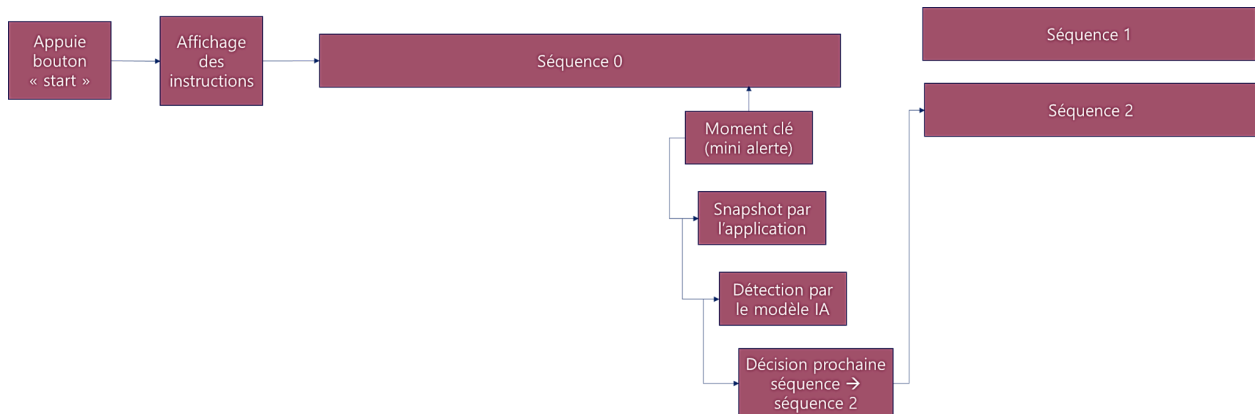 Appuie
bouton
« start »
Affichage
des
instructions
Séquence 0
Séquence 1
Séquence 2
Moment clé
(mini alerte)
Snapshot par
l'application
Détection par
le modèle IA
Décision prochaine
séquence →
séquence 2